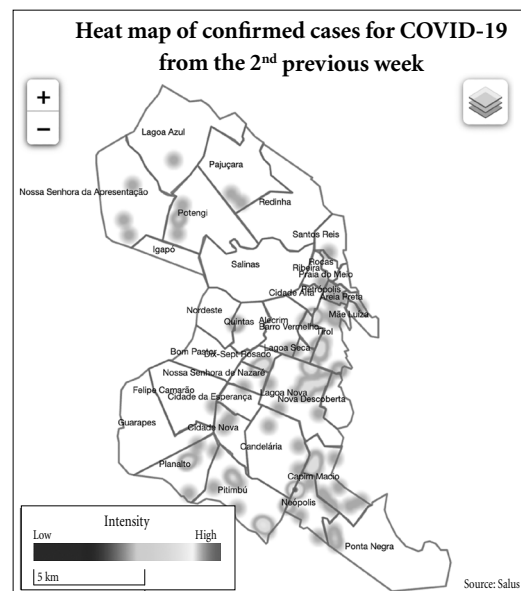 Heat map of confirmed cases for COVID-19
from the 2nd previous week
+
−
Lagoa Azul
Pajuçara
Nossa Senhora da Apresentação
Redinha
Potengi
Santos Reis
Igapó
Rocas
Salinas
Ribeira
Praia do Meio
Petrópolis
Cidade Alta
Areia Preta
Nordeste
Mãe Luiza
Quintas
Alecrim
Barro Vermelho
Tirol
Lagoa Seca
Bom Pastor
Dix-Sept Rosado
Nossa Senhora de Nazaré
Felipe Camarão
Lagoa Nova
Cidade da Esperança
Nova Descoberta
Guarapes
Cidade Nova
Candelária
Planalto
Capim Macio
Pitimbú
Neópolis
Ponta Negra
Intensity
Low High
5 km
Source: Salus